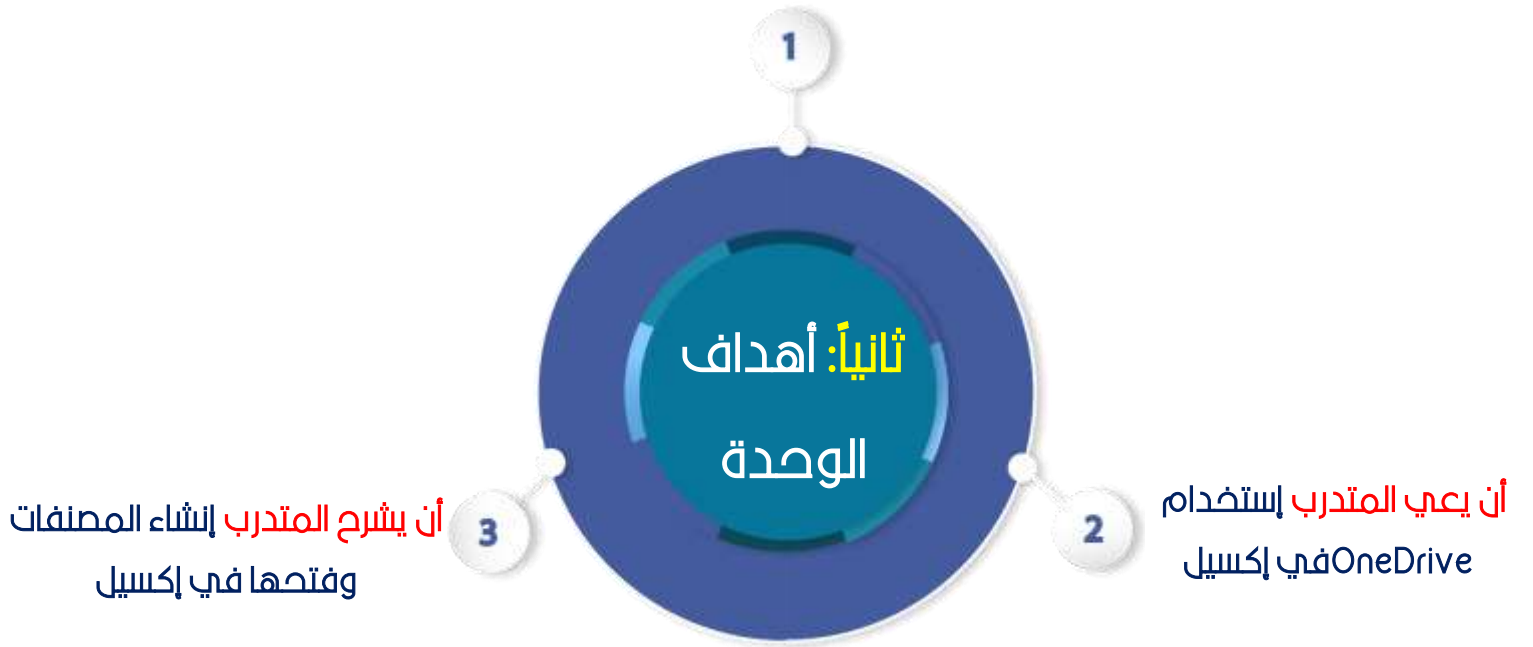 1
ثانياً: أهداف
الوحدة
2
أن يعي المتدرب إستخدام
OneDriveفي إكسيل
3
أن يشرح المتدرب إنشاء المصنفات
وفتحها في إكسيل